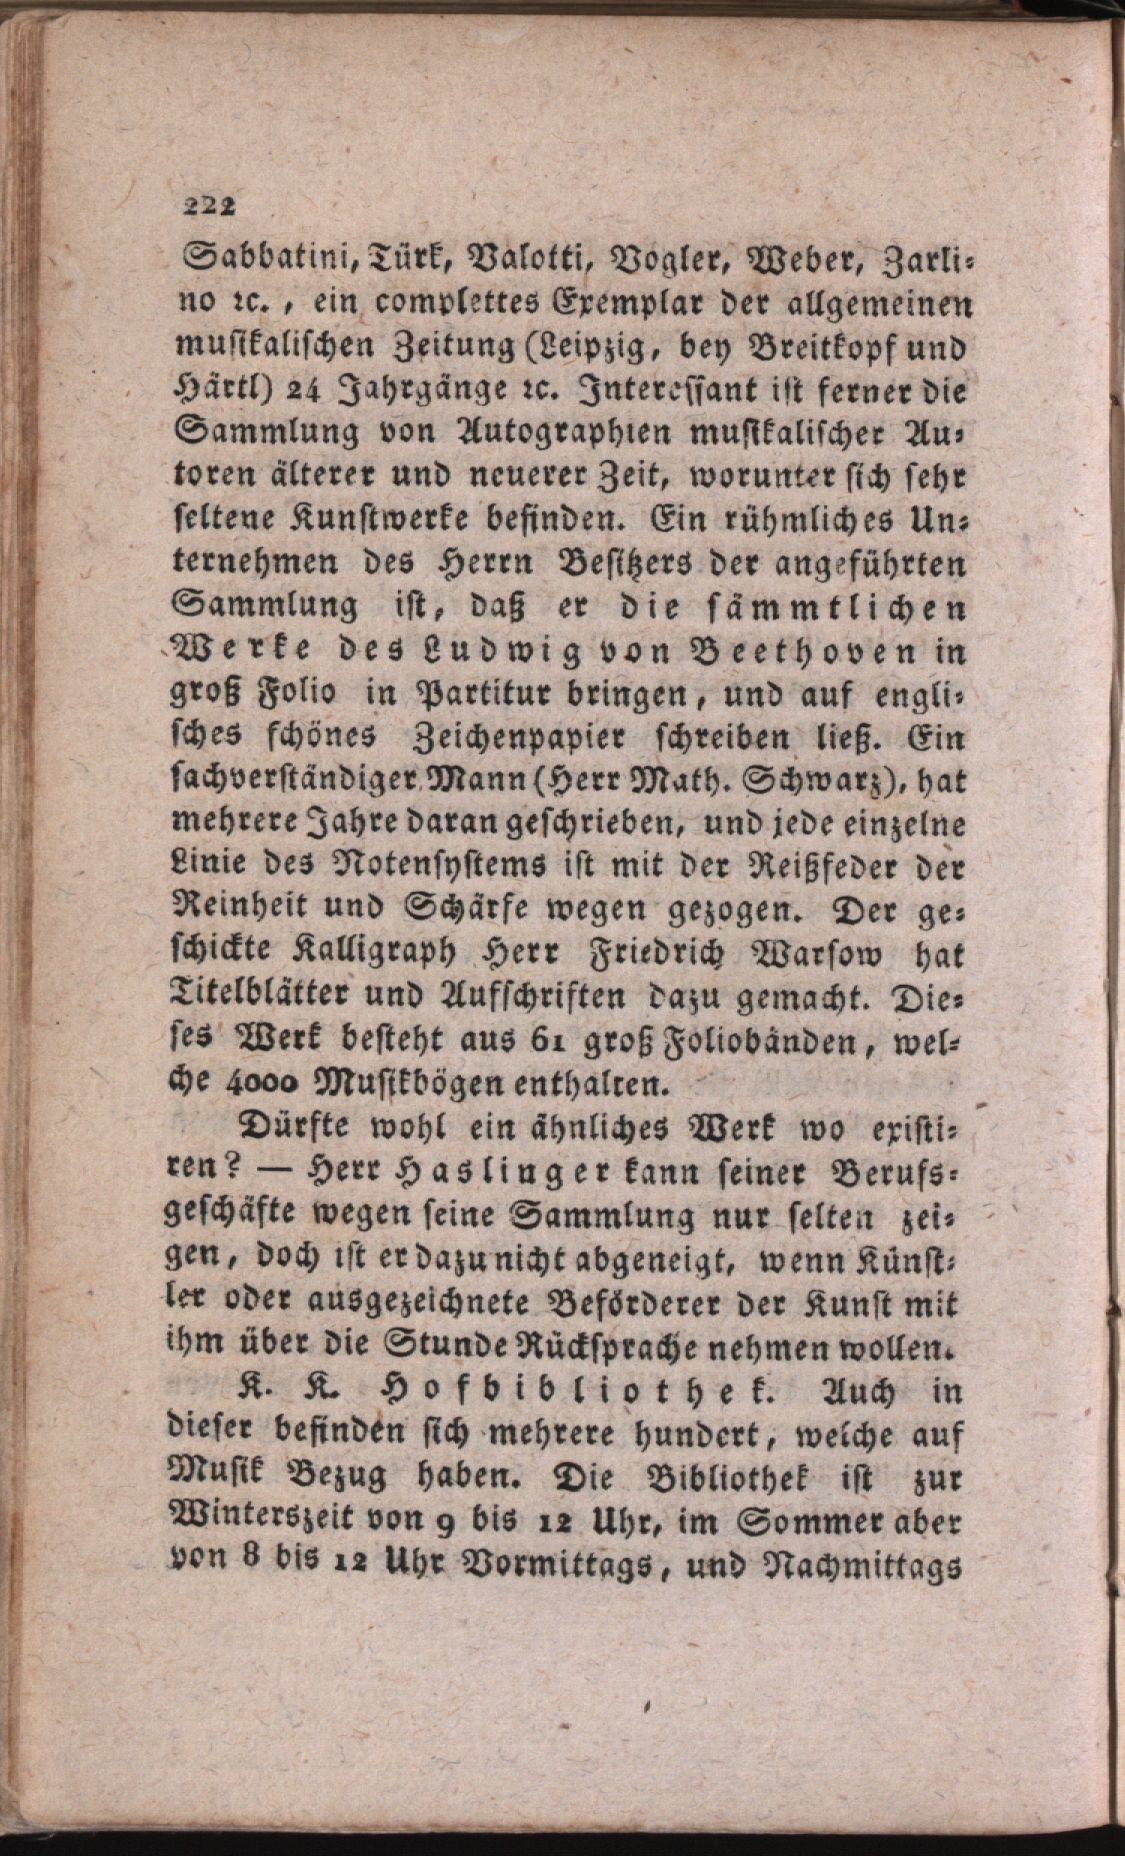 222
Sabbatini, Türk, Valotti, Vogler, Weber, Zarli-
no ꝛc. , ein complettes Exemplar der allgemeinen
musikalischen Zeitung (Leipzig, bey Breitkopf und
Härtl) 24 Jahrgänge ꝛc. Interessant ist ferner die
Sammlung von Autographien musikalischer Au-
toren älterer und neuerer Zeit, worunter sich sehr
seltene Kunstwerke befinden. Ein rühmliches Un-
ternehmen des Herrn Besitzers der angeführten
Sammlung ist, daß er die sämmtlichen
Werke des Ludwig von Beethoven in
groß Folio in Partitur bringen, und auf engli-
sches schönes Zeichenpapier schreiben ließ. Ein
sachverständiger Mann (Herr Math. Schwarz), hat
mehrere Jahre daran geschrieben, und jede einzelne
Linie des Notensystems ist mit der Reißfeder der
Reinheit und Schärfe wegen gezogen. Der ge-
schickte Kalligraph Herr Friedrich Warsow hat
Titelblätter und Aufschriften dazu gemacht. Die-
ses Werk besteht aus 61 groß Foliobänden, wel-
che 4000 Musikbögen enthalten.
Dürfte wohl ein ähnliches Werk wo existi-
ren? — Herr Haslinger kann seiner Berufs-
geschäfte wegen seine Sammlung nur selten zei-
gen, doch ist er dazu nicht abgeneigt, wenn Künst-
ler oder ausgezeichnete Beförderer der Kunst mit
ihm über die Stunde Rücksprache nehmen wollen.
K. K. Hofbibliothek. Auch in
dieser befinden sich mehrere hundert, welche auf
Musik Bezug haben. Die Bibliothek ist zur
Winterszeit von 9 bis 12 Uhr, im Sommer aber
von 8 bis 12 Uhr Vormittags, und Nachmittags